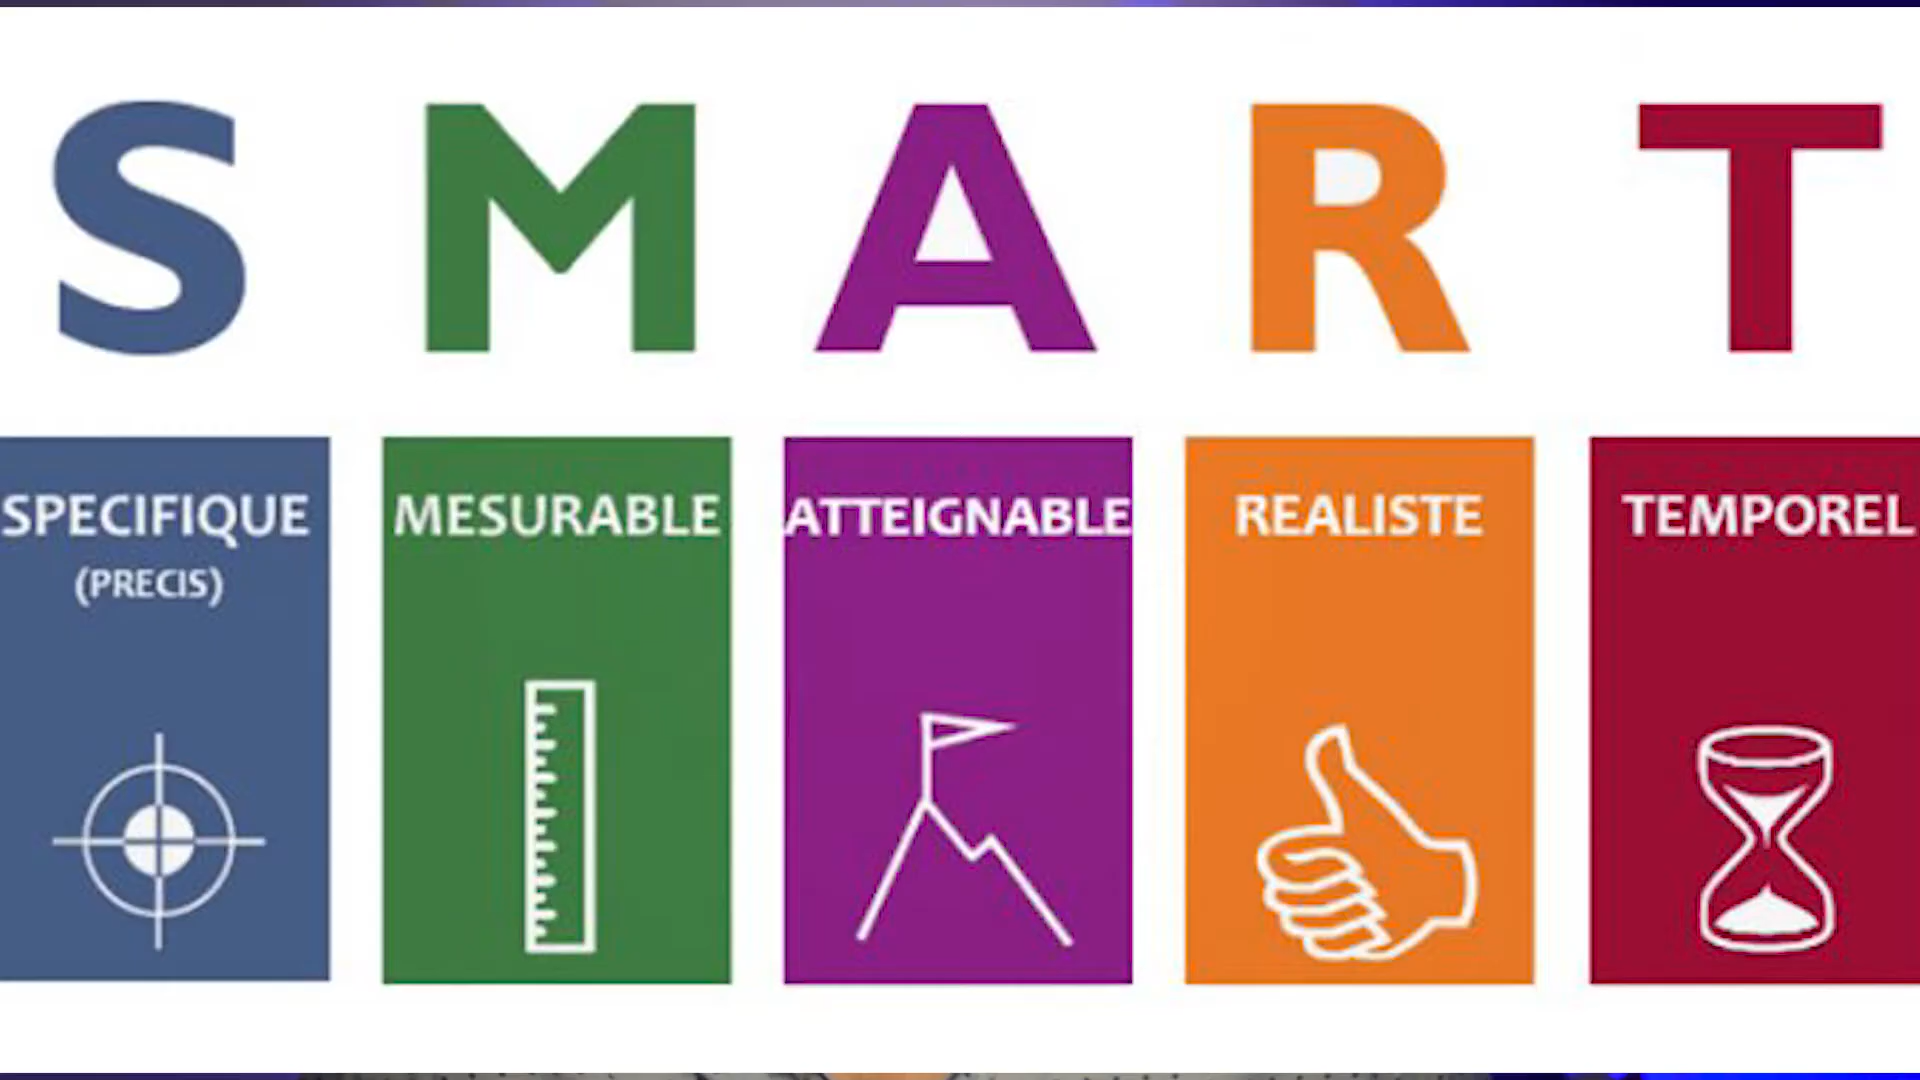 S M A R T
SPECIFIQUE
(PRECIS)
MESURABLE
ATTEIGNABLE
REALISTE
TEMPOREL